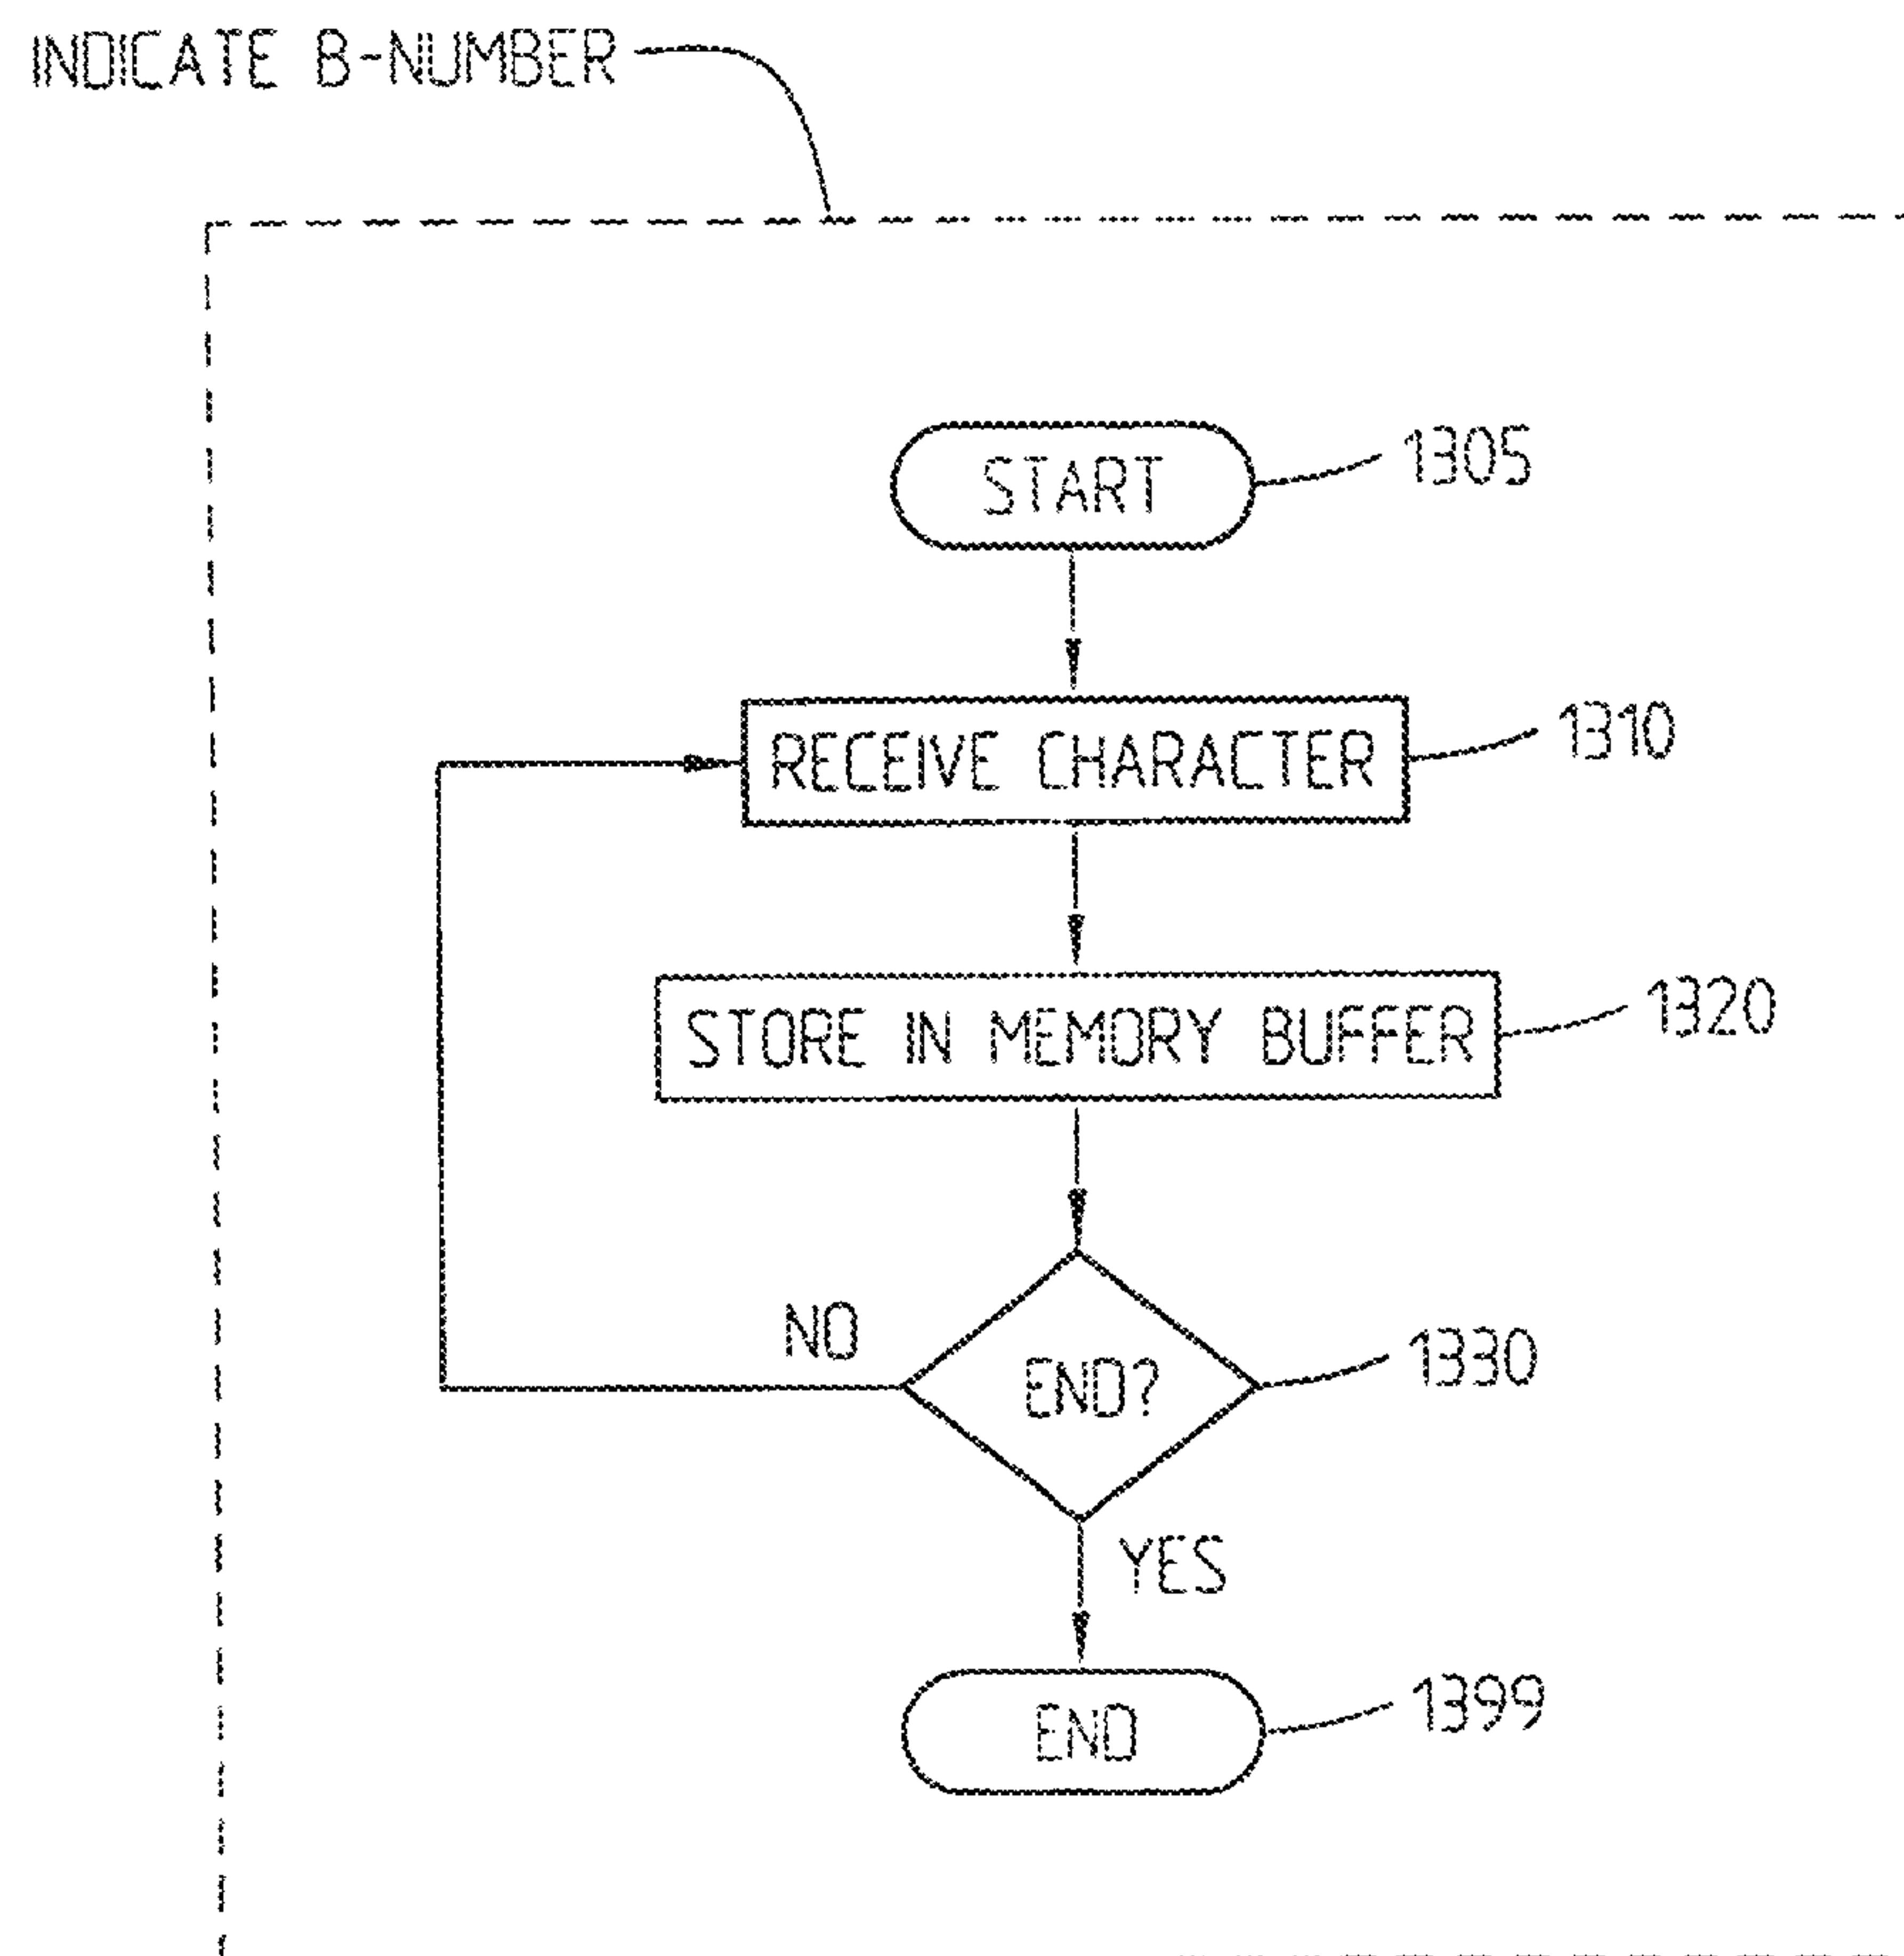 INDICATE B-NUMBER
START
1305
RECEIVE CHARACTER
1310
STORE IN MEMORY BUFFER
1320
NO
END?
1330
YES
END
1399